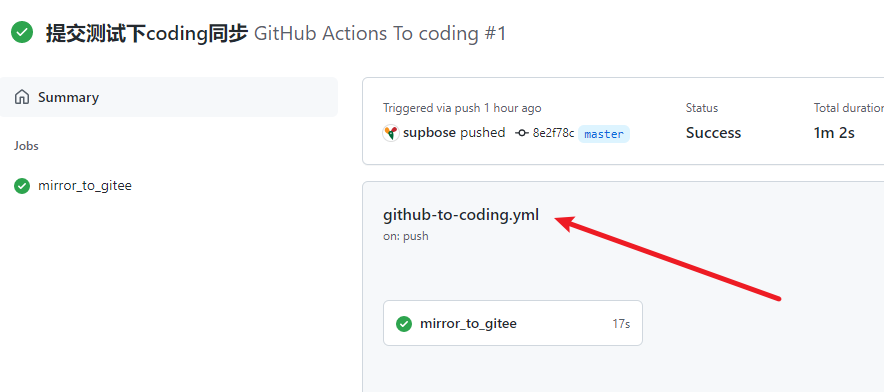 提交测试下coding同步 GitHub Actions To coding #1
Summary
Jobs
mirror_to_gitee
Triggered via push 1 hour ago
supbose pushed 8e2f78c master
Status
Success
Total duration
1m 2s
github-to-coding.yml
on: push
mirror_to_gitee 17s